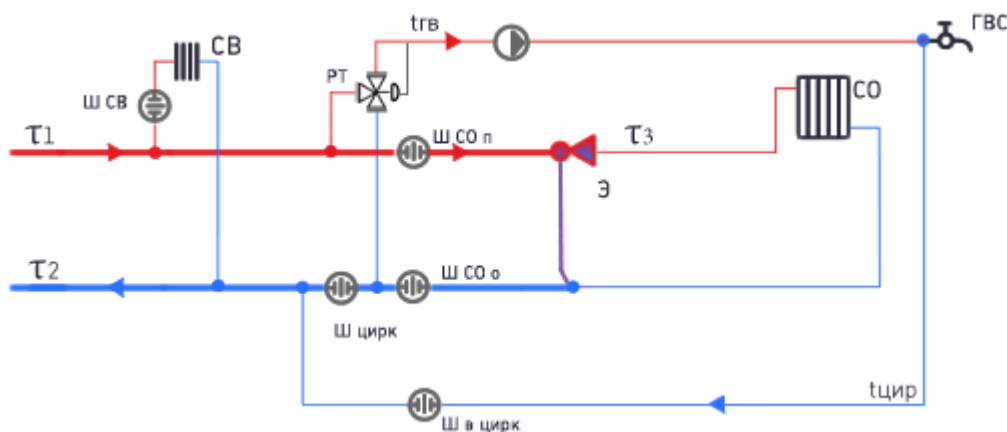 tгв
ГВС
СВ
РТ
СО
Ш СВ
τ1
Ш СО п
τ3
Э
τ2
Ш СО о
Ш цирк
tцир
Ш в цирк